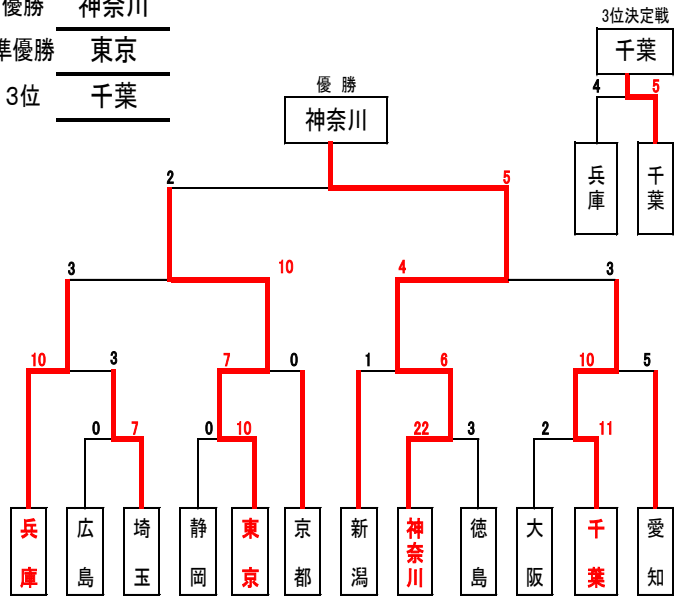 優勝 神奈川
準優勝 東京
3位 千葉
3位決定戦
千葉
4 5
兵庫 千葉
優勝
神奈川
2 5
3 10 4 3
10 3 7 0 1 6 10 5
0 7 0 10 22 3 2 11
兵庫 広島 埼玉 静岡 東京 京都 新潟 神奈川 徳島 大阪 千葉 愛知